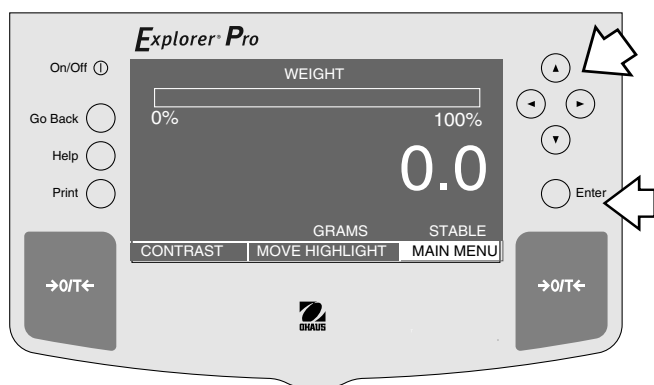 Explorer Pro
On/Off
WEIGHT
0% 100%
Go Back
Help
Print
0.0
Enter
GRAMS STABLE
CONTRAST MOVE HIGHLIGHT MAIN MENU
→0/T← →0/T←
OHAUS